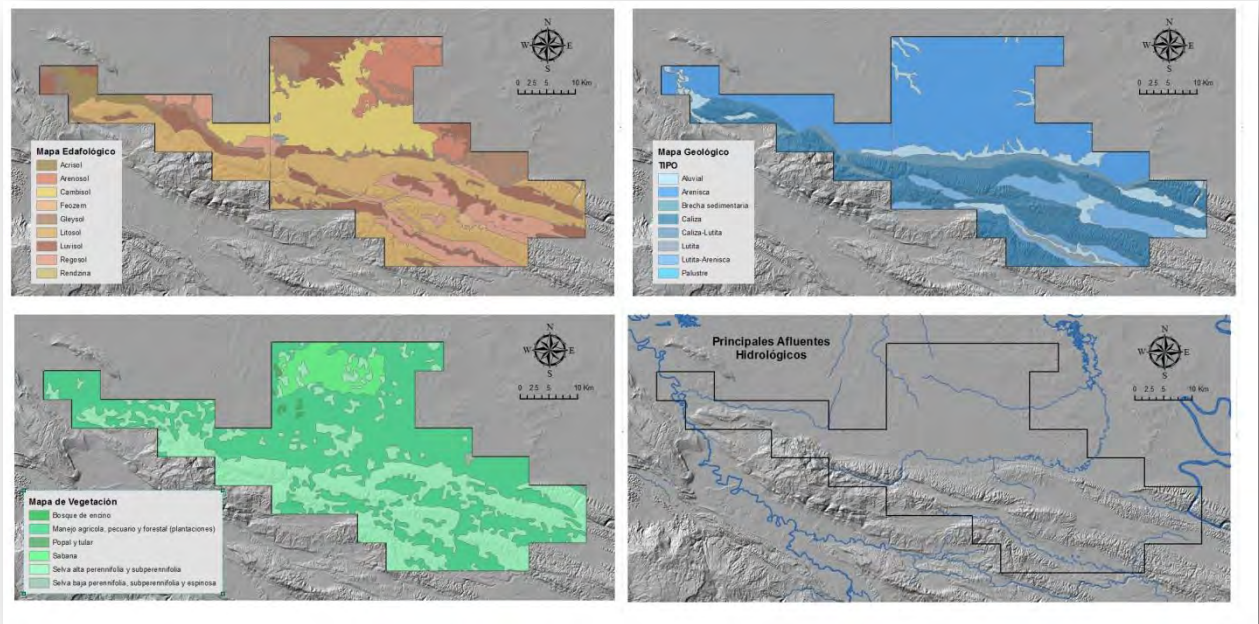 N
W E
S
0 2.5 5 10 Km
Mapa Edafológico
Acrisol
Arenosol
Cambisol
Feozem
Gleysol
Litosol
Luvisol
Regosol
Rendzina
N
W E
S
0 2.5 5 10 Km
Mapa Geológico
TIPO
Aluvial
Arenisca
Brecha sedimentaria
Caliza
Caliza-Lutita
Lutita
Lutita-Arenisca
Palustre
N
W E
S
0 2.5 5 10 Km
Mapa de Vegetación
Bosque de encino
Manejo agrícola, pecuario y forestal (plantaciones)
Popal y tular
Sabana
Selva alta perennifolia y subperennifolia
Selva baja perennifolia, subperennifolia y espinosa
Principales Afluentes
Hidrológicos
N
W E
S
0 2.5 5 10 Km